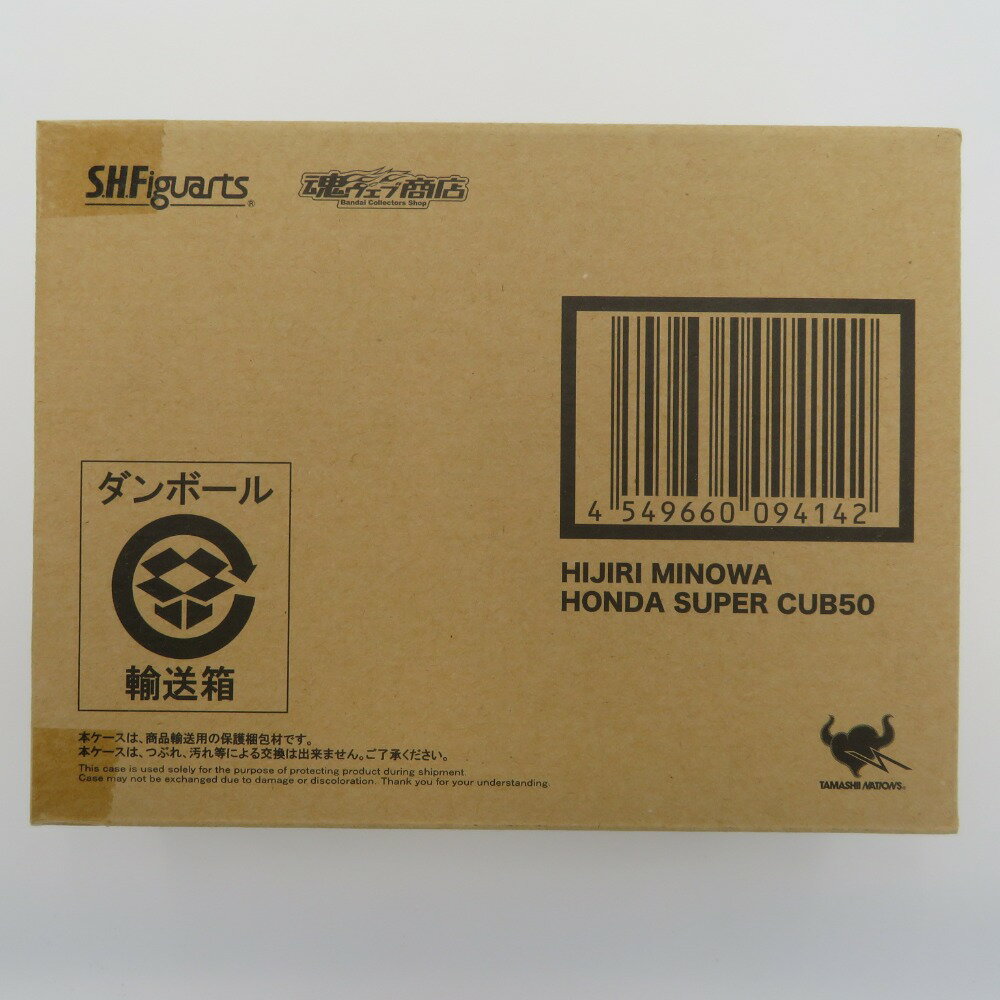 S.H.Figuarts®
魂ウェブ商店
Bandai Collectors Shop
4 549660 094142
HIJIRI MINOWA
HONDA SUPER CUB50
ダンボール
輸送箱
本ケースは、商品輸送用の保護梱包材です。
本ケースは、つぶれ、汚れ等による交換は出来ません。ご了承ください。
This case is used solely for the purpose of protecting product during shipment.
Case may not be exchanged due to damage or discoloration. Thank you for your understanding.
TAMASHII NATIONS®